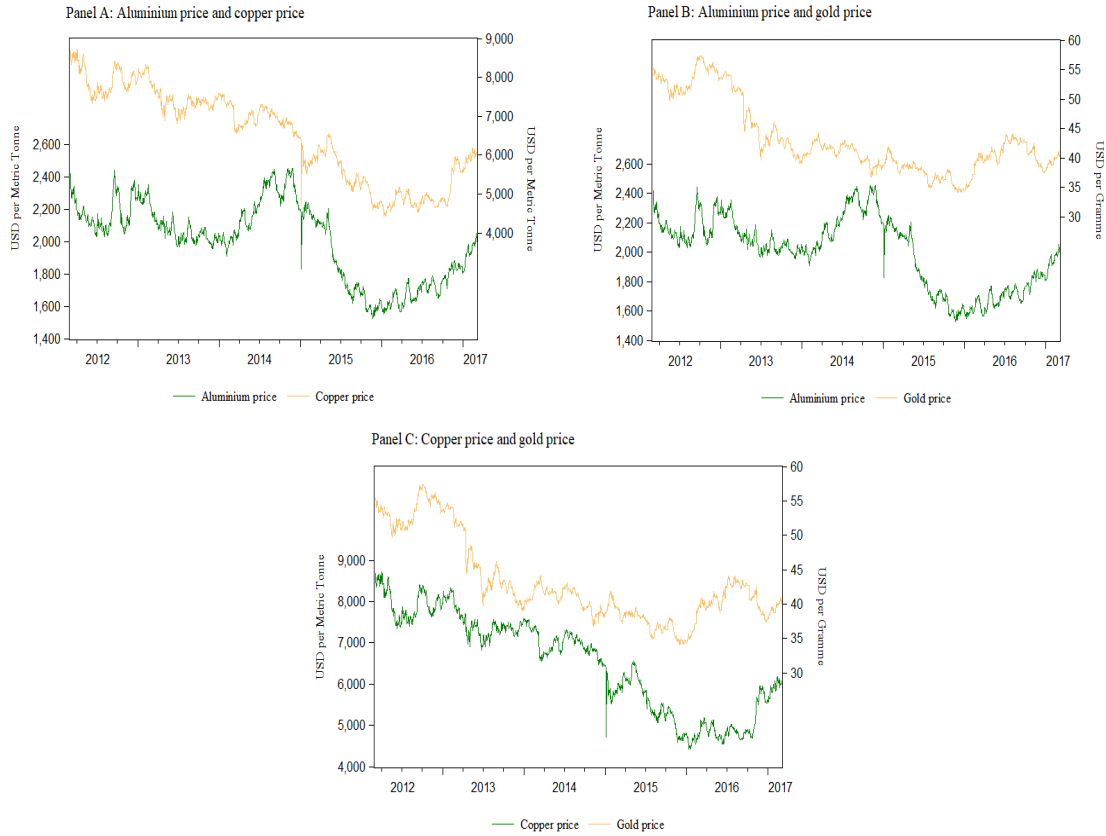 Panel A: Aluminium price and copper price
USD per Metric Tonne
2,600
2,400
2,200
2,000
1,800
1,600
1,400
9,000
8,000
7,000
6,000
5,000
4,000
USD per Metric Tonne
2012 2013 2014 2015 2016 2017
Aluminium price Copper price
Panel B: Aluminium price and gold price
USD per Metric Tonne
2,600
2,400
2,200
2,000
1,800
1,600
1,400
60
55
50
45
40
35
30
USD per Gramme
2012 2013 2014 2015 2016 2017
Aluminium price Gold price
Panel C: Copper price and gold price
USD per Metric Tonne
9,000
8,000
7,000
6,000
5,000
4,000
60
55
50
45
40
35
30
USD per Gramme
2012 2013 2014 2015 2016 2017
Copper price Gold price